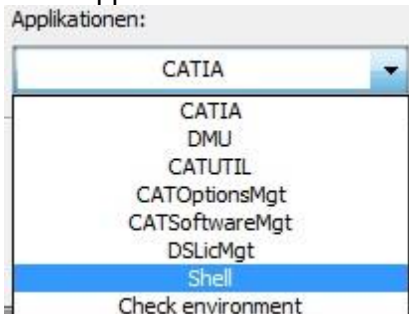 Applikationen:
CATIA
CATIA
DMU
CATUTIL
CATOptionsMgt
CATSoftwareMgt
DSLicMgt
Shell
Check environment